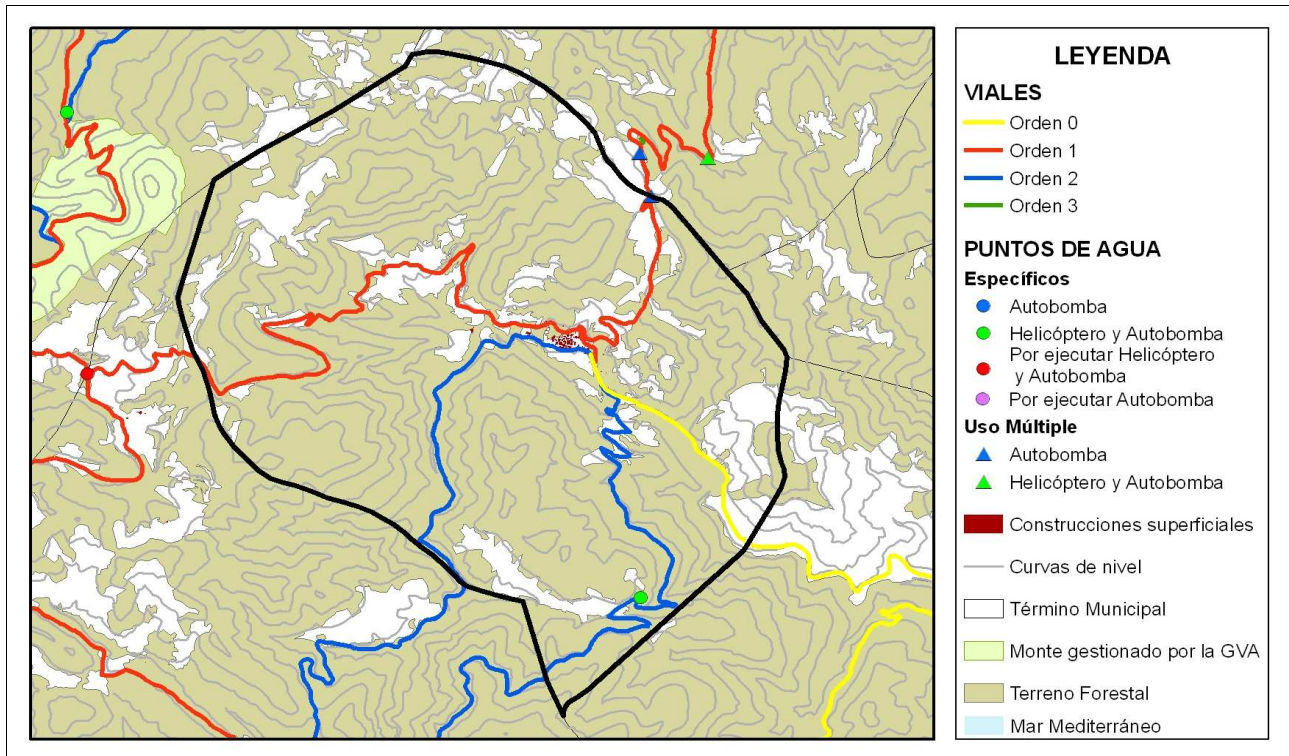 LEYENDA
VIALES
Orden 0
Orden 1
Orden 2
Orden 3
PUNTOS DE AGUA
Específicos
Autobomba
Helicóptero y Autobomba
Por ejecutar Helicóptero
y Autobomba
Por ejecutar Autobomba
Uso Múltiple
Autobomba
Helicóptero y Autobomba
Construcciones superficiales
Curvas de nivel
Término Municipal
Monte gestionado por la GVA
Terreno Forestal
Mar Mediterráneo